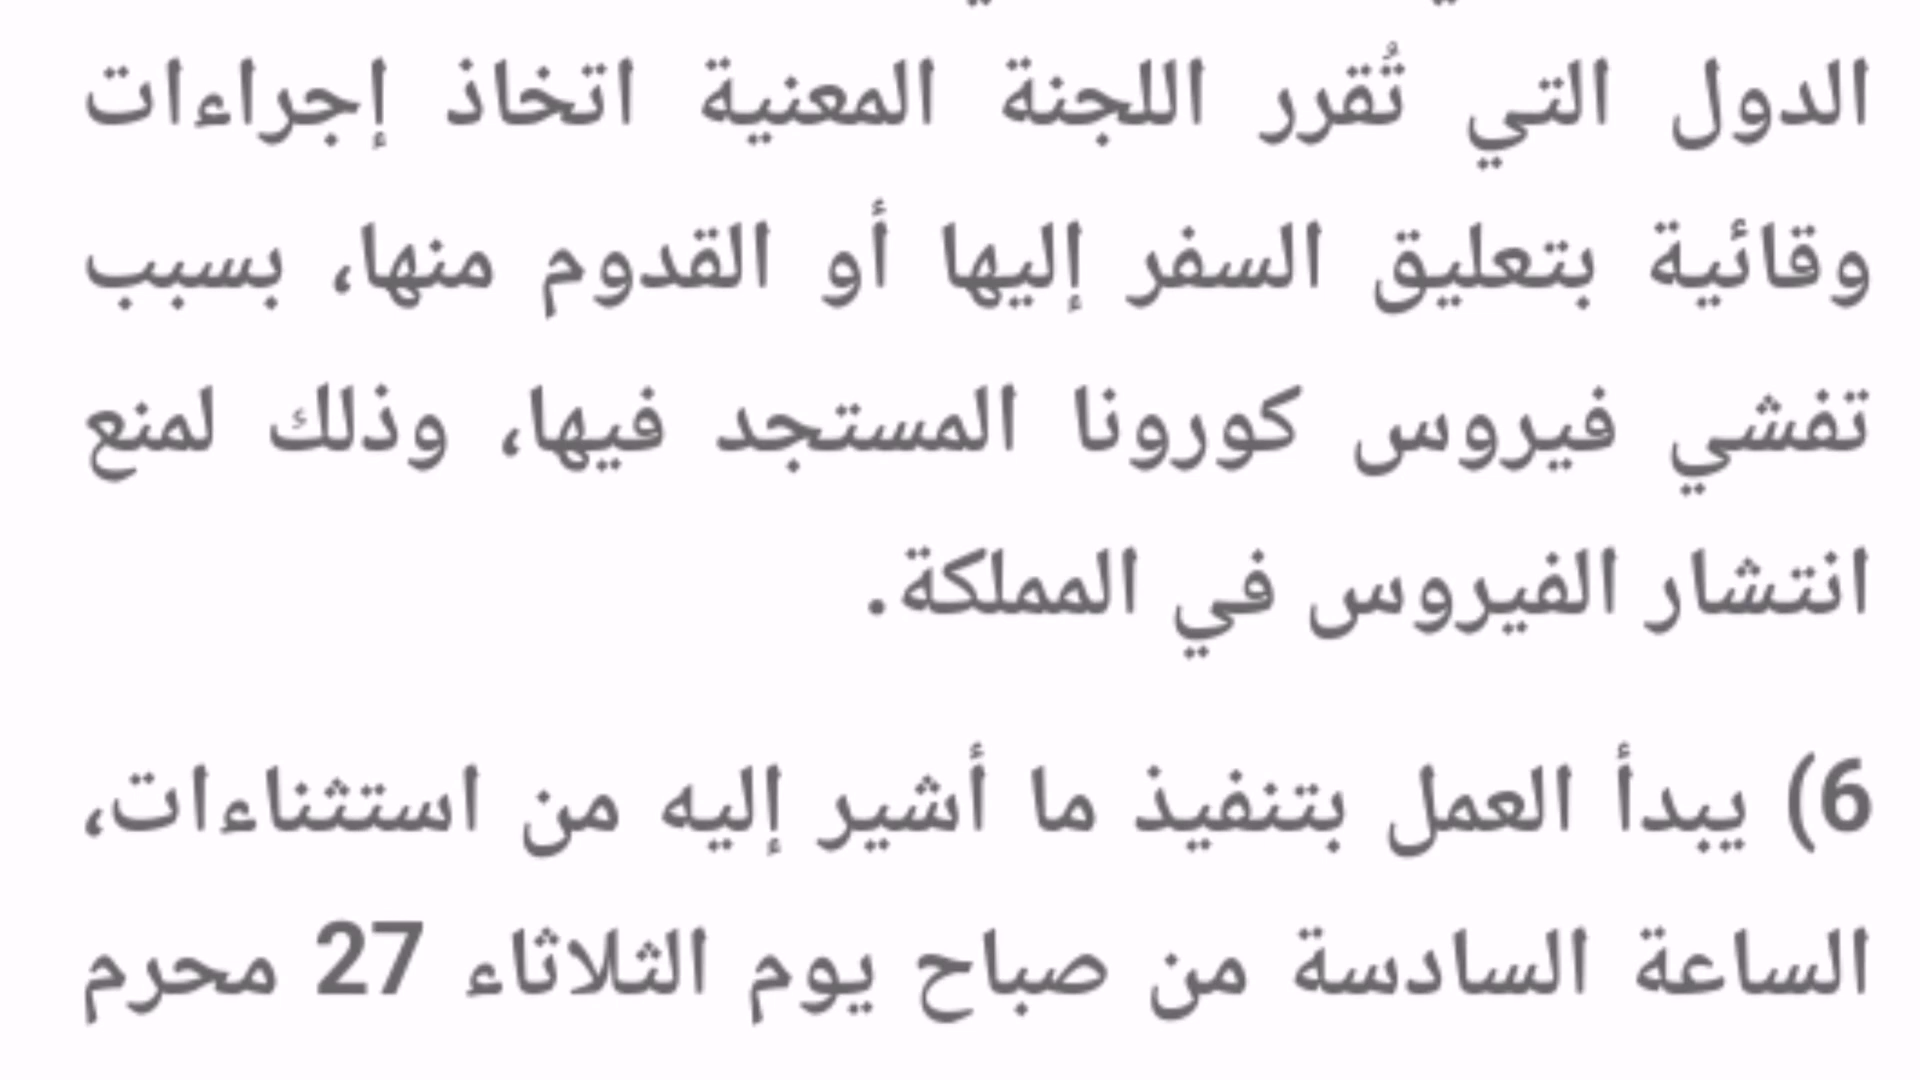 الدول التي تُقرر اللجنة المعنية اتخاذ إجراءات
وقائية بتعليق السفر إليها أو القدوم منها، بسبب
تفشي فيروس كورونا المستجد فيها، وذلك لمنع
انتشار الفيروس في المملكة.
6) يبدأ العمل بتنفيذ ما أشير إليه من استثناءات،
الساعة السادسة من صباح يوم الثلاثاء 27 محرم